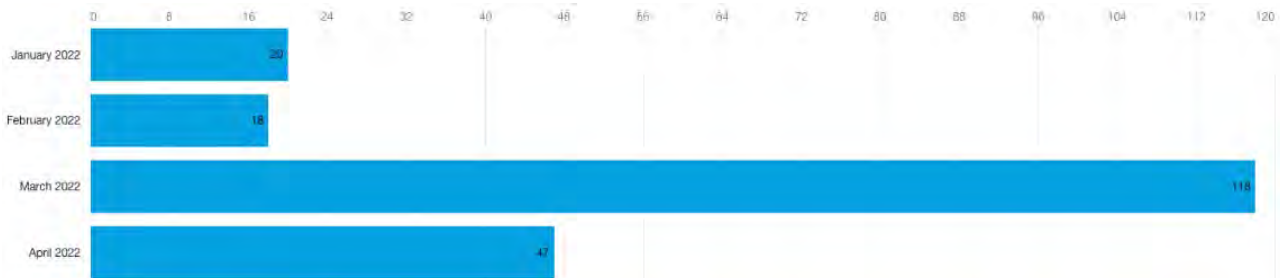 0 8 16 24 32 40 48 56 64 72 80 88 96 104 112 120
January 2022 20
February 2022 18
March 2022 118
April 2022 47